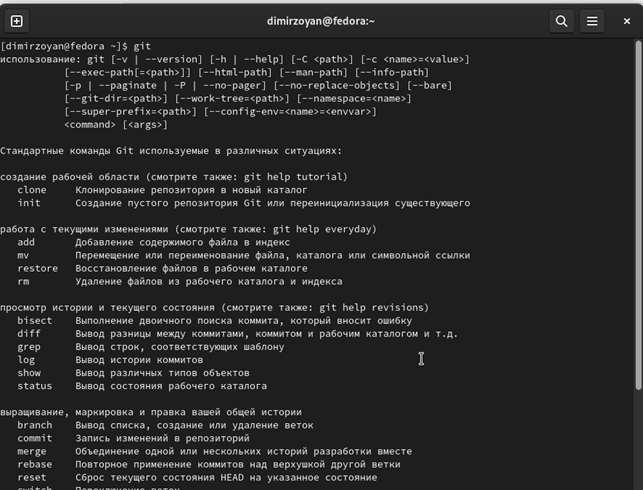 dimirzoyan@fedora:~
[dimirzoyan@fedora ~]$ git
использование: git [-v | --version] [-h | --help] [-C <path>] [-c <name>=<value>]
[--exec-path[=<path>]] [--html-path] [--man-path] [--info-path]
[-p | --paginate | -P | --no-pager] [--no-replace-objects] [--bare]
[--git-dir=<path>] [--work-tree=<path>] [--namespace=<name>]
[--super-prefix=<path>] [--config-env=<name>=<envvar>]
<command> [<args>]
Стандартные команды Git используемые в различных ситуациях:
создание рабочей области (смотрите также: git help tutorial)
clone Клонирование репозитория в новый каталог
init Создание пустого репозитория Git или переинициализация существующего
работа с текущими изменениями (смотрите также: git help everyday)
add Добавление содержимого файла в индекс
mv Перемещение или переименование файла, каталога или символьной ссылки
restore Восстановление файлов в рабочем каталоге
rm Удаление файлов из рабочего каталога и индекса
просмотр истории и текущего состояния (смотрите также: git help revisions)
bisect Выполнение двоичного поиска коммита, который вносит ошибку
diff Вывод разницы между коммитами, коммитом и рабочим каталогом и т.д.
grep Вывод строк, соответствующих шаблону
log Вывод истории коммитов
show Вывод различных типов объектов
status Вывод состояния рабочего каталога
выращивание, маркировка и правка вашей общей истории
branch Вывод списка, создание или удаление веток
commit Запись изменений в репозиторий
merge Объединение одной или нескольких историй разработки вместе
rebase Повторное применение коммитов над верхушкой другой ветки
reset Сброс текущего состояния HEAD на указанное состояние